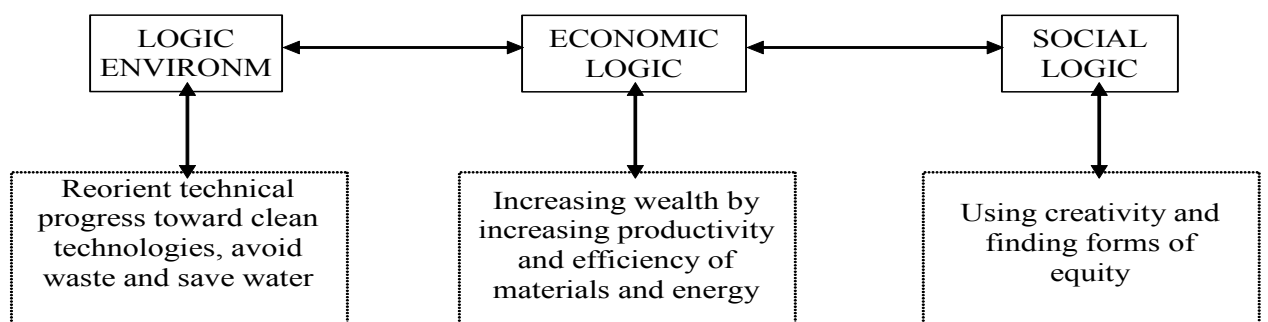 LOGIC
ENVIRONM
ECONOMIC
LOGIC
SOCIAL
LOGIC
Reorient technical
progress toward clean
technologies, avoid
waste and save water
Increasing wealth by
increasing productivity
and efficiency of
materials and energy
Using creativity and
finding forms of
equity